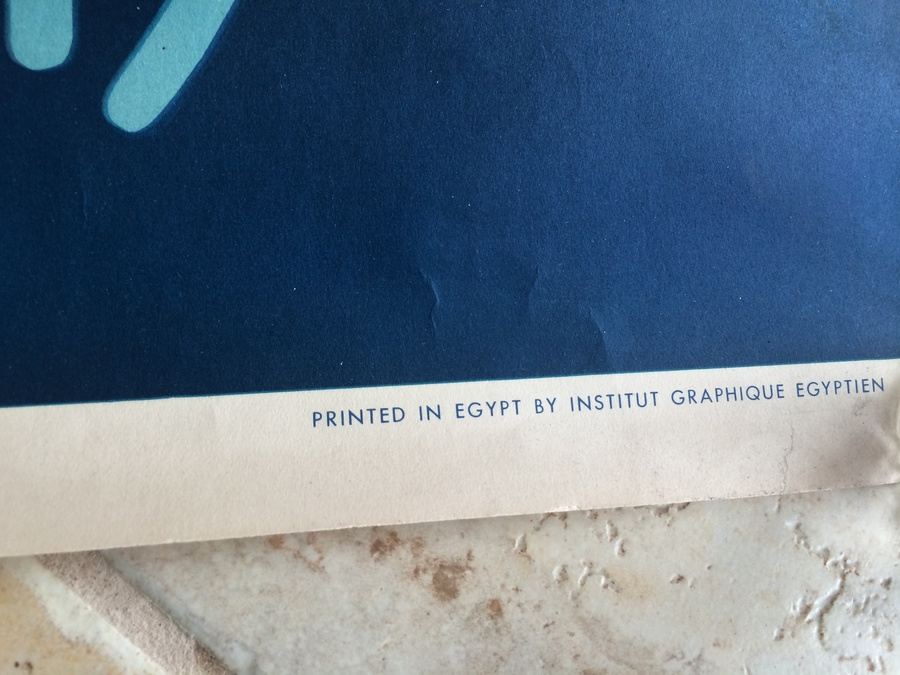 PRINTED IN EGYPT BY INSTITUT GRAPHIQUE EGYPTIEN